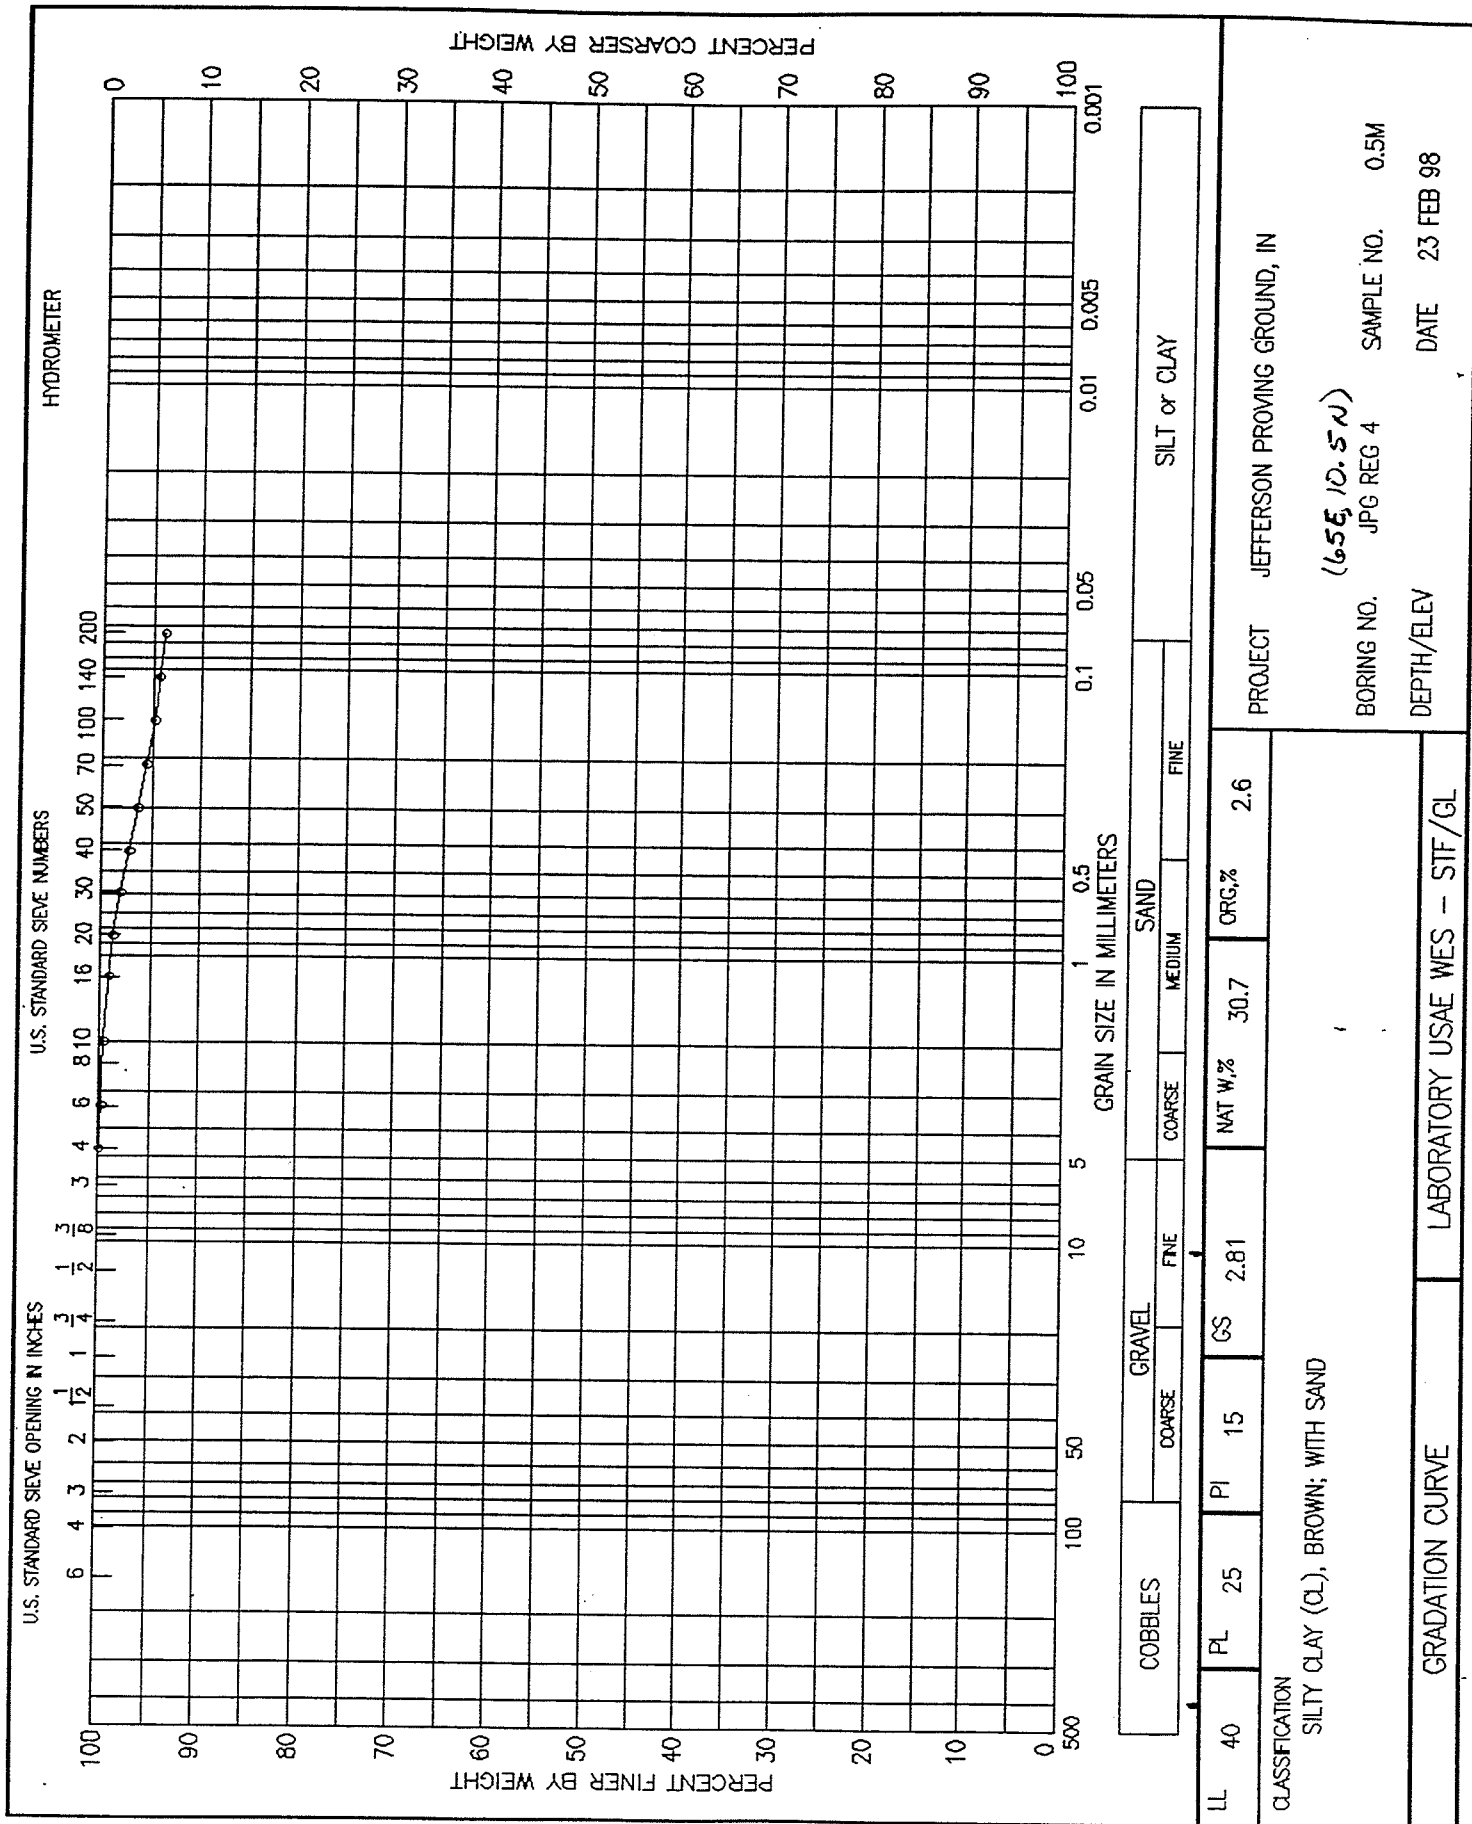 U.S. STANDARD SIEVE OPENING IN INCHES U.S. STANDARD SIEVE NUMBERS HYDROMETER
6 4 3 2 1½ 1 ¾ ½ ⅜ 3 4 6 8 10 16 20 30 40 50 70 100 140 200
PERCENT FINER BY WEIGHT
100
90
80
70
60
50
40
30
20
10
0
PERCENT COARSER BY WEIGHT
0
10
20
30
40
50
60
70
80
90
100
500 100 50 10 5 1 0.5 0.1 0.05 0.01 0.005 0.001
GRAIN SIZE IN MILLIMETERS
COBBLES GRAVEL SAND SILT or CLAY
COARSE FINE COARSE MEDIUM FINE
LL 40 PL 25 PI 15 GS 2.81 NAT W,% 30.7 ORG,% 2.6
CLASSIFICATION
SILTY CLAY (CL), BROWN; WITH SAND
PROJECT JEFFERSON PROVING GROUND, IN
(65E, 10.5N)
BORING NO. JPG REG 4 SAMPLE NO. 0.5M
DEPTH/ELEV DATE 23 FEB 98
GRADATION CURVE LABORATORY USAE WES – STF/GL